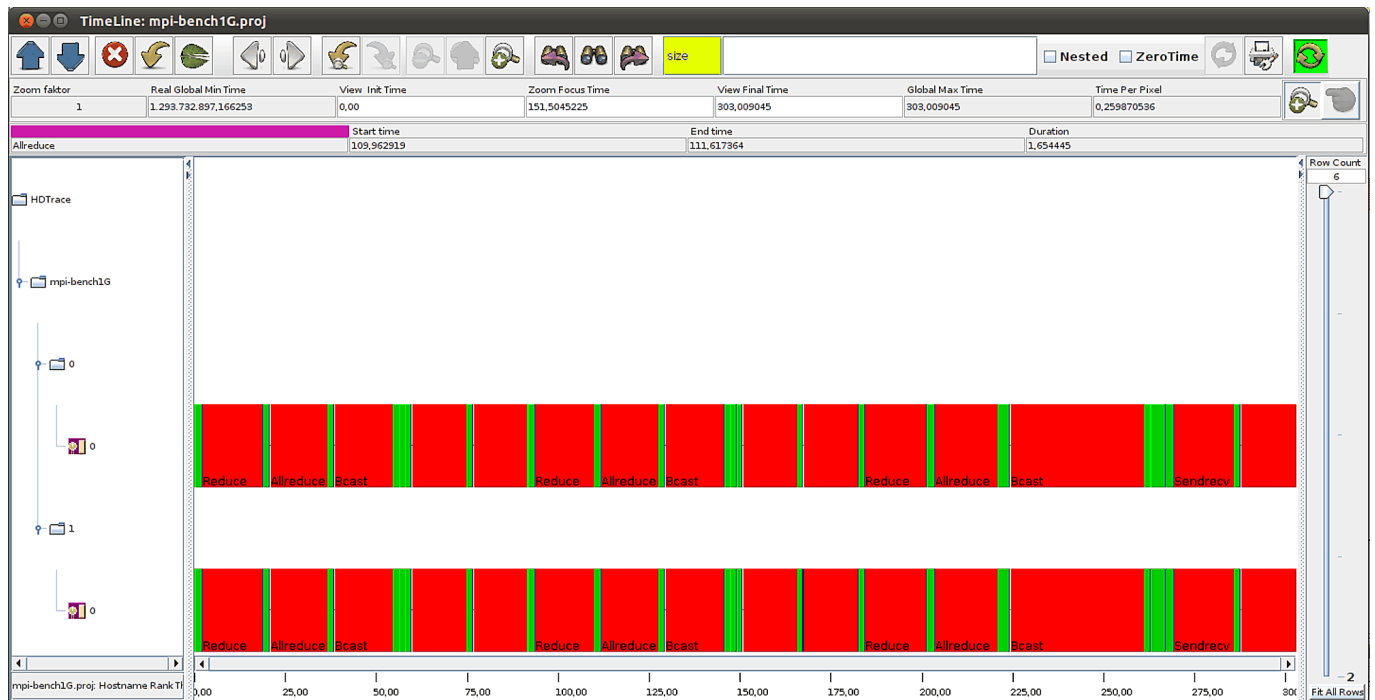 TimeLine: mpi-bench1G.proj
size
Nested
ZeroTime
Zoom faktor
Real Global Min Time
View Init Time
Zoom Focus Time
View Final Time
Global Max Time
Time Per Pixel
1
1.293.732.897,166253
0,00
151,5045225
303,009045
303,009045
0,259870536
Start time
End time
Duration
Allreduce
109,962919
111,617364
1,654445
Row Count
6
HDTrace
mpi-bench1G
0
0
Reduce Allreduce Bcast Reduce Allreduce Bcast Reduce Allreduce Bcast Sendrecv
1
0
Reduce Allreduce Bcast Reduce Allreduce Bcast Reduce Allreduce Bcast Sendrecv
2
mpi-bench1G.proj: Hostname Rank
,00 25,00 50,00 75,00 100,00 125,00 150,00 175,00 200,00 225,00 250,00 275,00 300
Fit All Rows